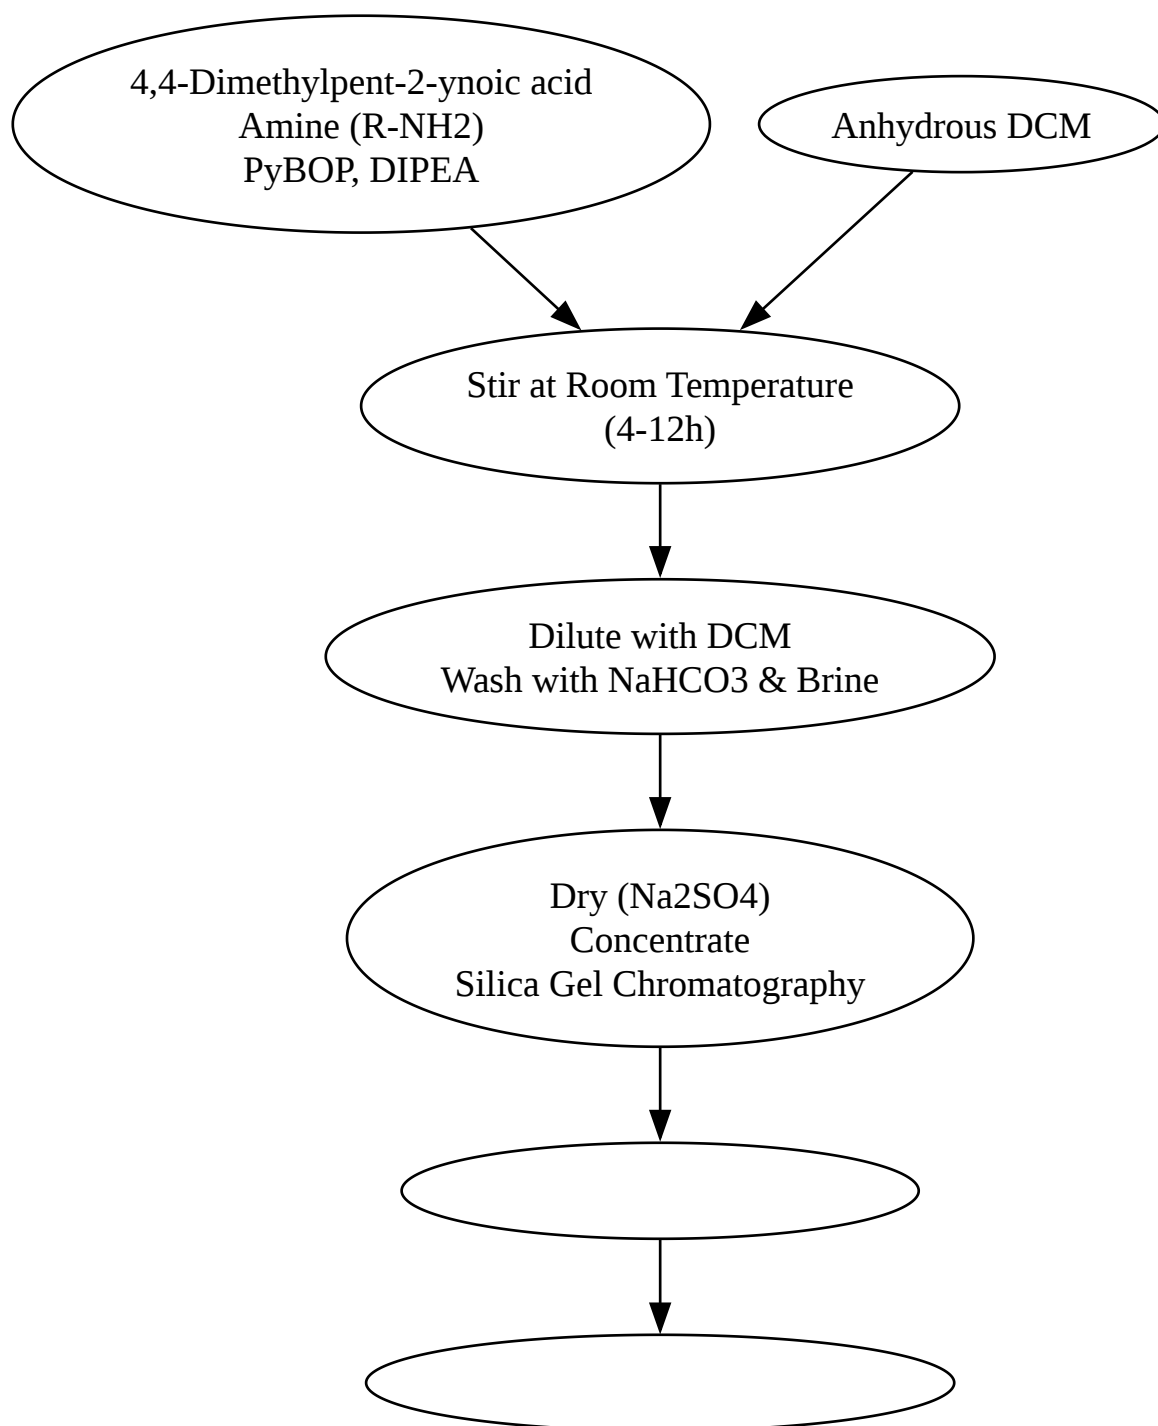 4,4-Dimethylpent-2-ynoic acid
Amine (R-NH2)
PyBOP, DIPEA
Anhydrous DCM
Stir at Room Temperature
(4-12h)
Dilute with DCM
Wash with NaHCO3 & Brine
Dry (Na2SO4)
Concentrate
Silica Gel Chromatography